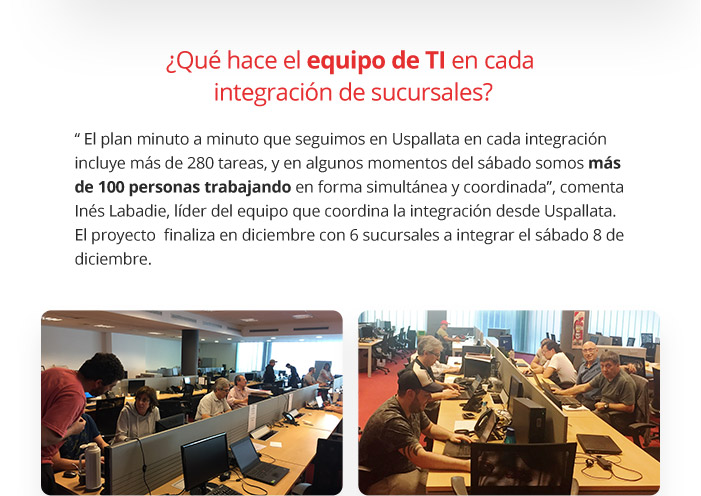 ¿Qué hace el equipo de TI en cada
integración de sucursales?
“ El plan minuto a minuto que seguimos en Uspallata en cada integración
incluye más de 280 tareas, y en algunos momentos del sábado somos más
de 100 personas trabajando en forma simultánea y coordinada”, comenta
Inés Labadie, líder del equipo que coordina la integración desde Uspallata.
El proyecto  finaliza en diciembre con 6 sucursales a integrar el sábado 8 de
diciembre.